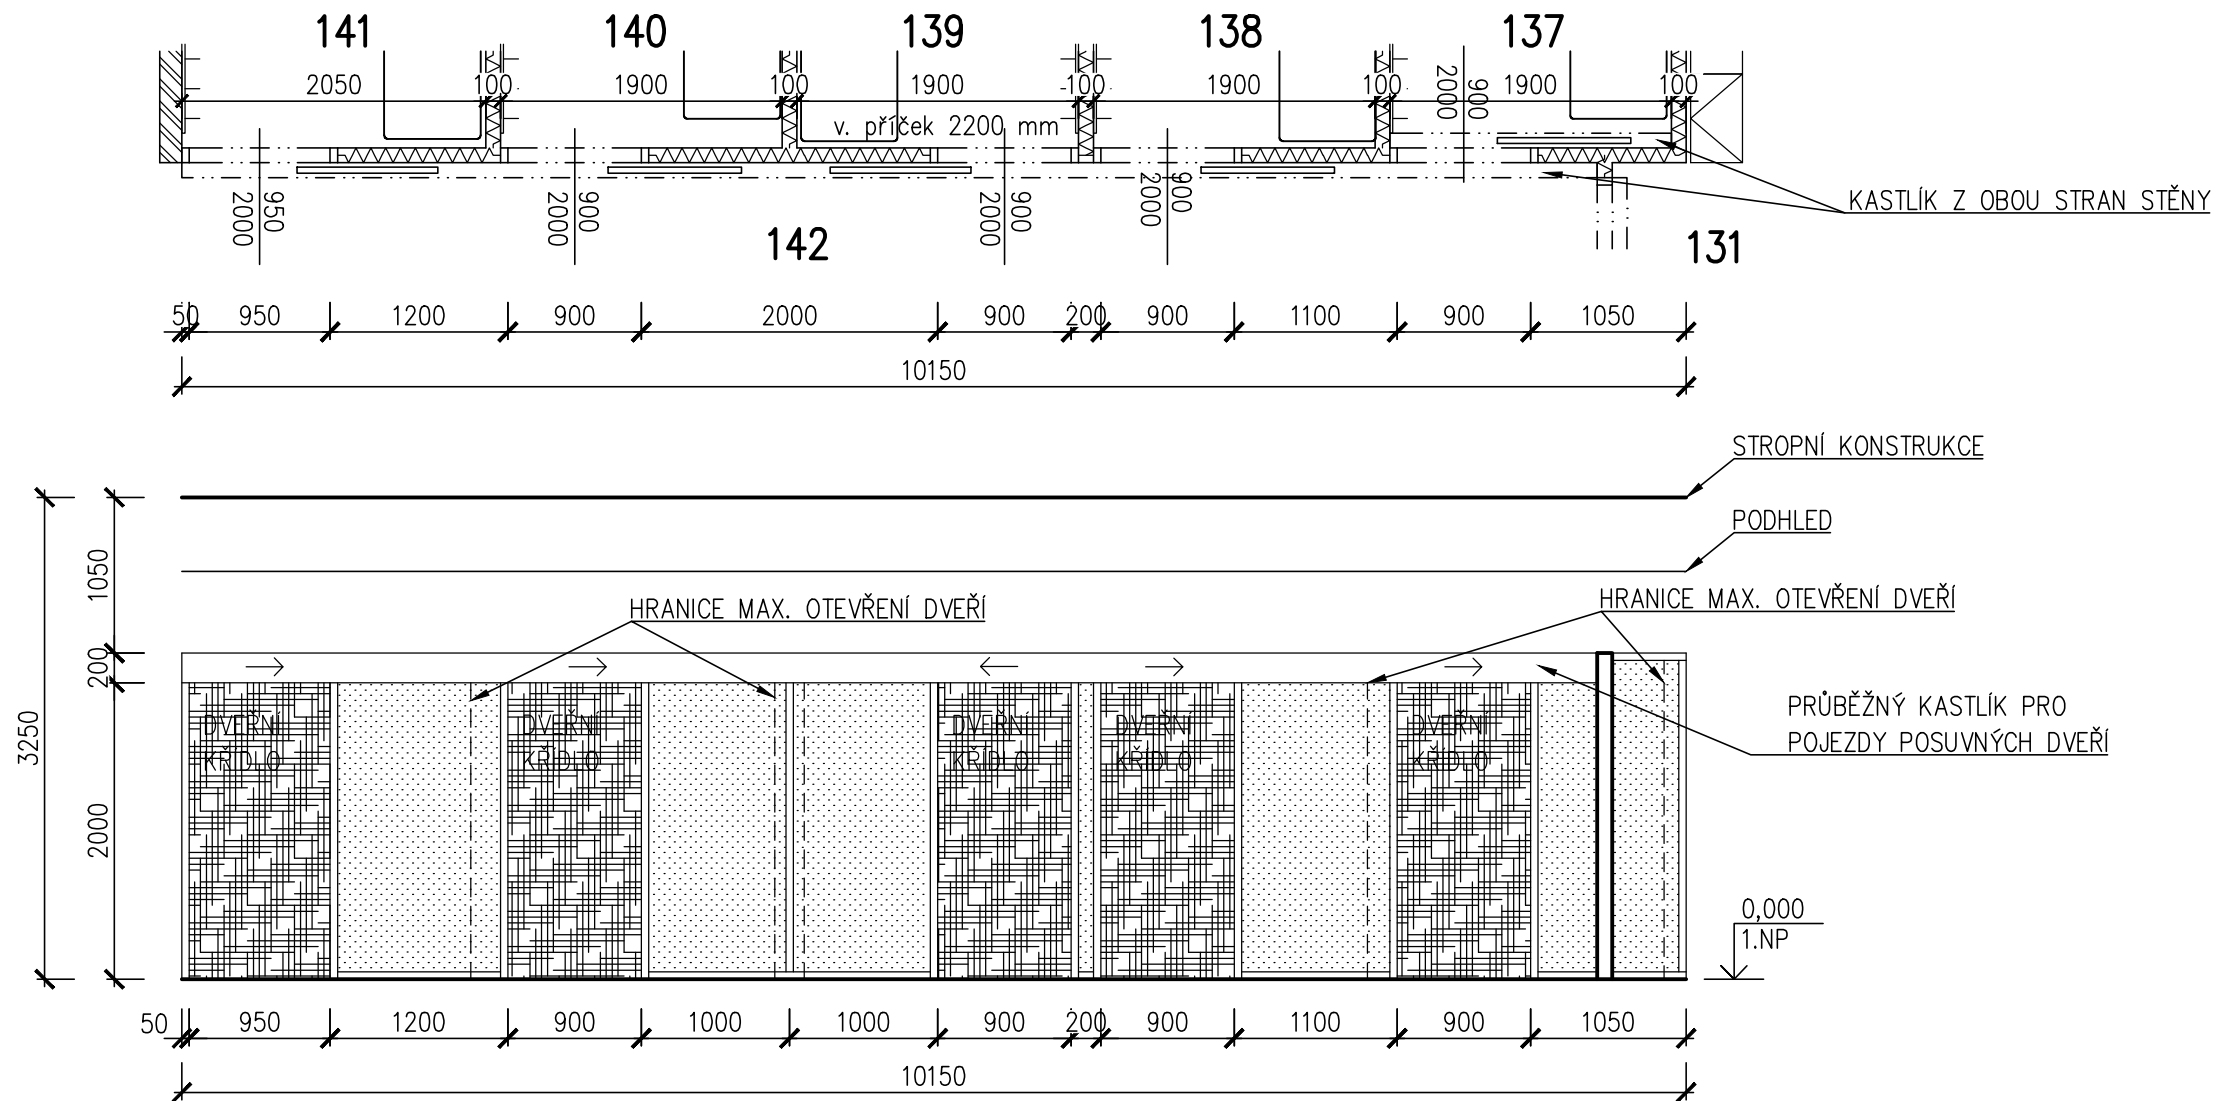 141 140 139 138 137
2050 100 1900 100 1900 100 1900 100 1900 100
2000 900
v. příček 2200 mm
2000 950
2000 900
2000 900
2000 900
KASTLÍK Z OBOU STRAN STĚNY
142 131
50 950 1200 900 2000 900 200 900 1100 900 1050
10150
STROPNÍ KONSTRUKCE
PODHLED
HRANICE MAX. OTEVŘENÍ DVEŘÍ
HRANICE MAX. OTEVŘENÍ DVEŘÍ
3250
1050
200
2000
DVEŘNÍ
KŘÍDLO
DVEŘNÍ
KŘÍDLO
DVEŘNÍ
KŘÍDLO
DVEŘNÍ
KŘÍDLO
DVEŘNÍ
KŘÍDLO
PRŮBĚŽNÝ KASTLÍK PRO
POJEZDY POSUVNÝCH DVEŘÍ
0,000
1.NP
50 950 1200 900 1000 1000 900 200 900 1100 900 1050
10150